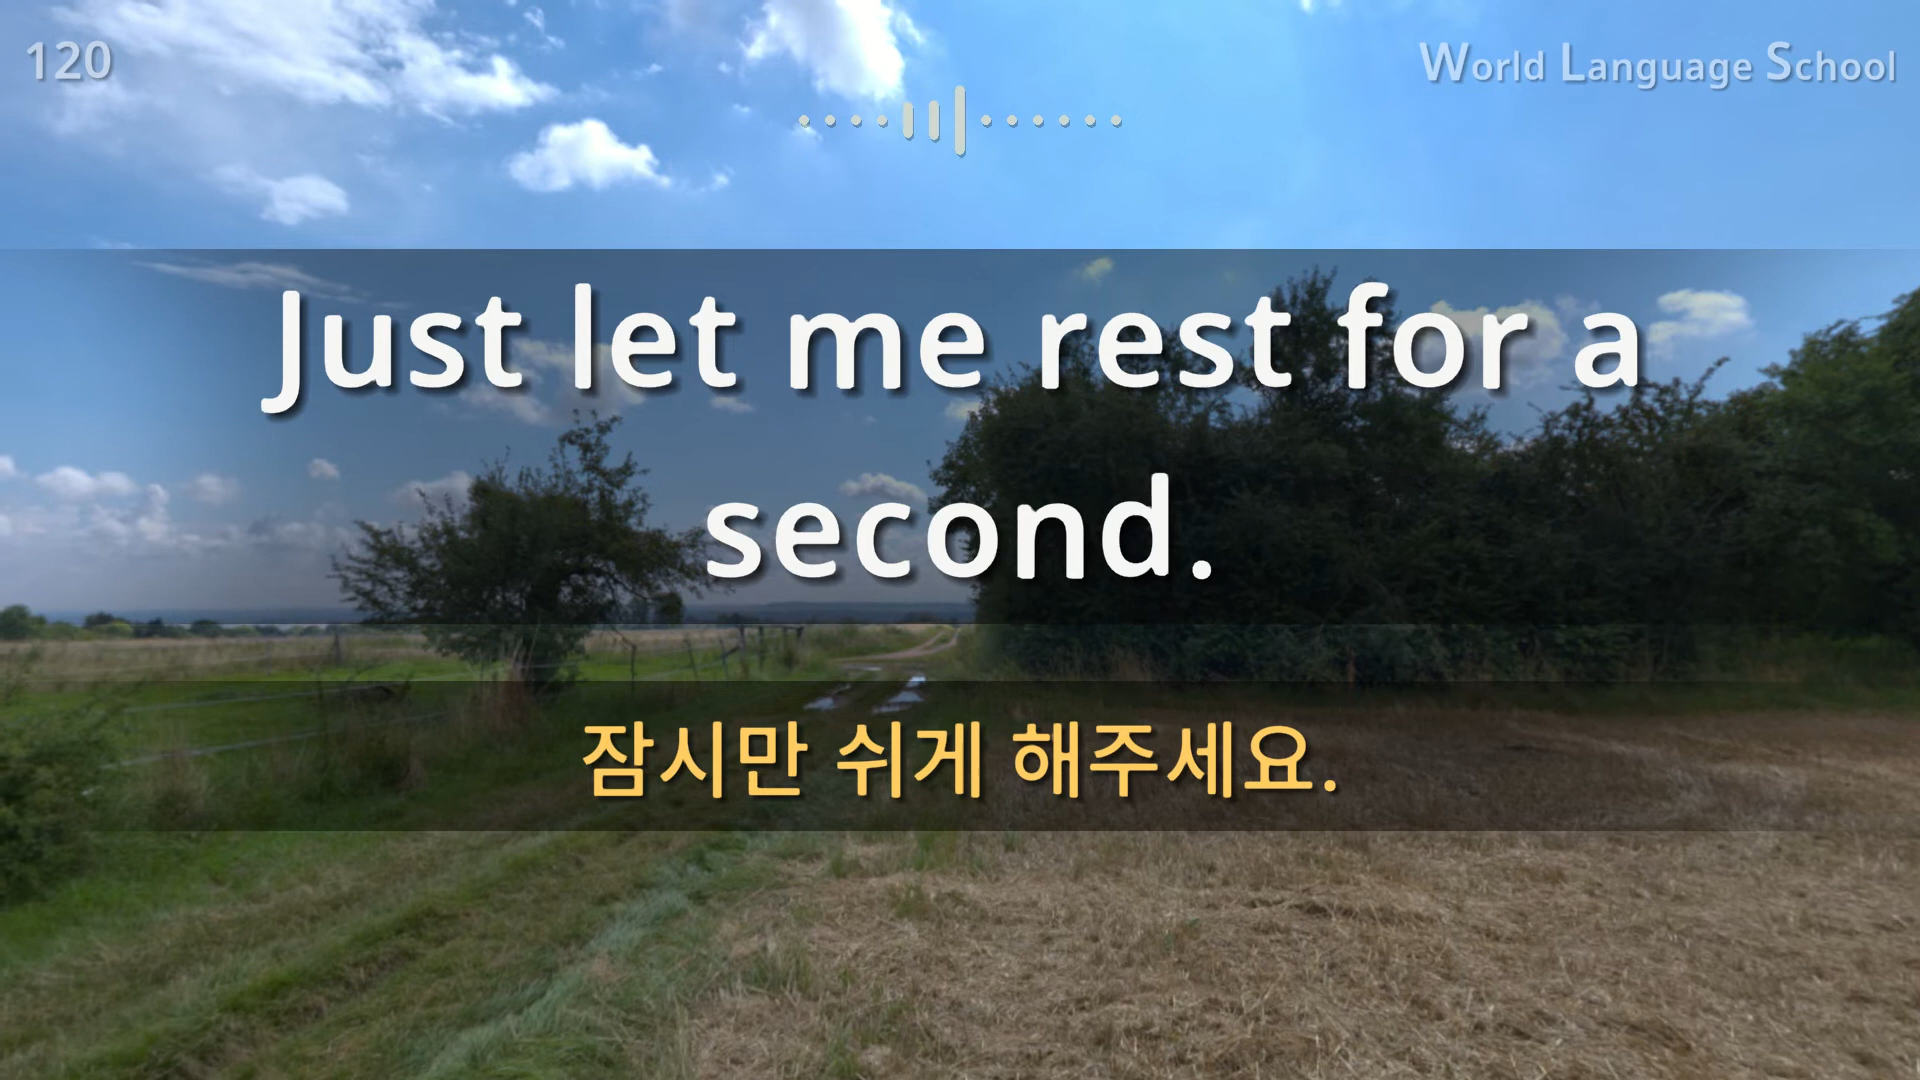 120
World Language School
Just let me rest for a
second.
잠시만 쉬게 해주세요.